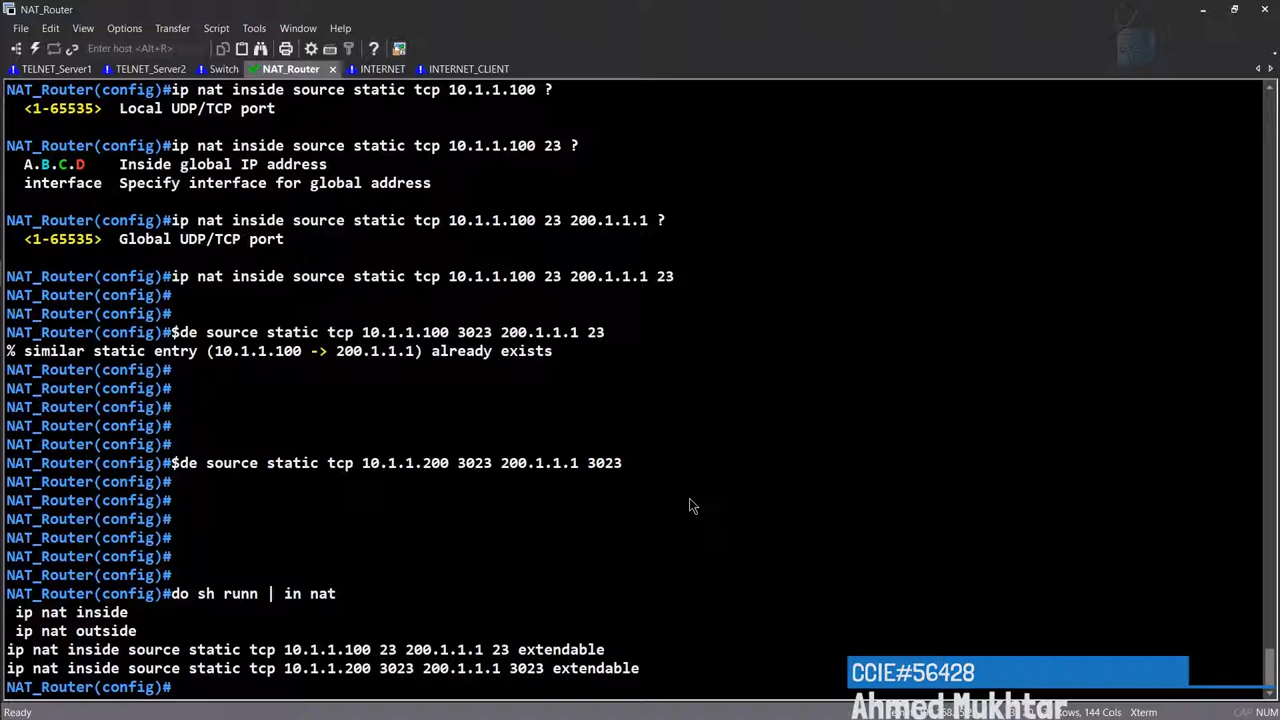 NAT_Router
File Edit View Options Transfer Script Tools Window Help
Enter host <Alt+R>
TELNET_Server1 TELNET_Server2 Switch NAT_Router INTERNET INTERNET_CLIENT
NAT_Router(config)#ip nat inside source static tcp 10.1.1.100 ?
<1-65535> Local UDP/TCP port
NAT_Router(config)#ip nat inside source static tcp 10.1.1.100 23 ?
A.B.C.D Inside global IP address
interface Specify interface for global address
NAT_Router(config)#ip nat inside source static tcp 10.1.1.100 23 200.1.1.1 ?
<1-65535> Global UDP/TCP port
NAT_Router(config)#ip nat inside source static tcp 10.1.1.100 23 200.1.1.1 23
NAT_Router(config)#
NAT_Router(config)#
NAT_Router(config)#$de source static tcp 10.1.1.100 3023 200.1.1.1 23
% similar static entry (10.1.1.100 -> 200.1.1.1) already exists
NAT_Router(config)#
NAT_Router(config)#
NAT_Router(config)#
NAT_Router(config)#
NAT_Router(config)#
NAT_Router(config)#$de source static tcp 10.1.1.200 3023 200.1.1.1 3023
NAT_Router(config)#
NAT_Router(config)#
NAT_Router(config)#
NAT_Router(config)#
NAT_Router(config)#
NAT_Router(config)#
NAT_Router(config)#do sh runn | in nat
ip nat inside
ip nat outside
ip nat inside source static tcp 10.1.1.100 23 200.1.1.1 23 extendable
ip nat inside source static tcp 10.1.1.200 3023 200.1.1.1 3023 extendable
NAT_Router(config)#
CCIE#56428
Ahmed Mukhtar
Ready Rows, 144 Cols Xterm CAP NUM